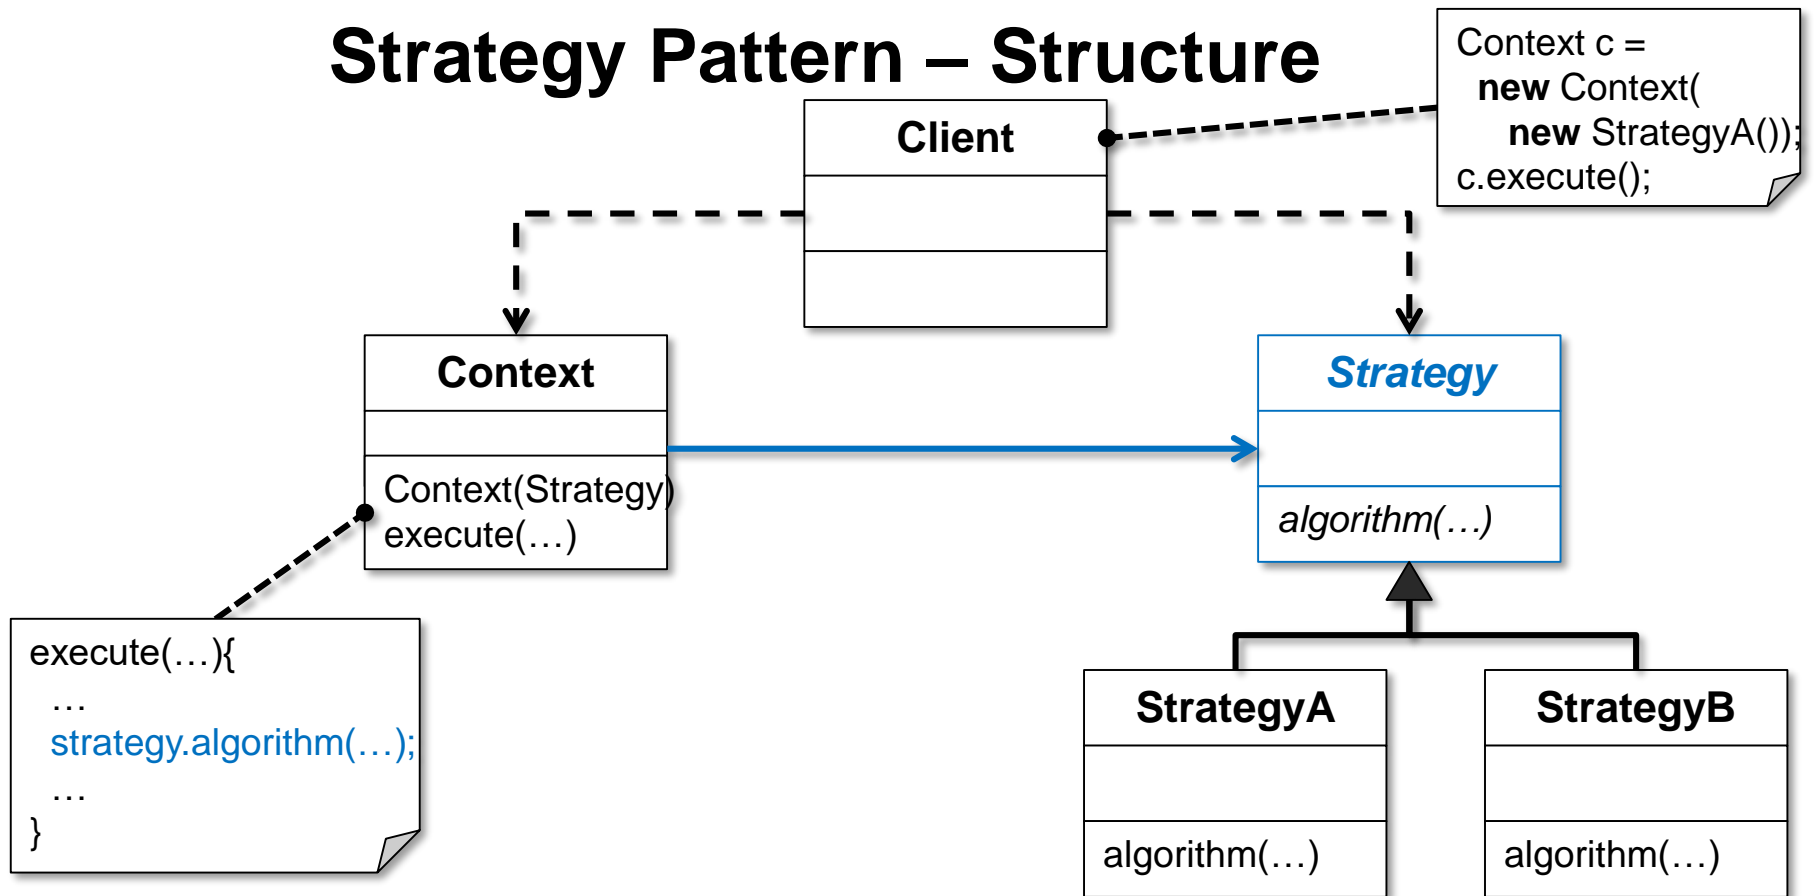 Strategy Pattern – Structure
Context c =
new Context(
new StrategyA());
c.execute();
Client
Context
Context(Strategy)
execute(…)
Strategy
algorithm(…)
execute(…){
…
strategy.algorithm(…);
…
}
StrategyA
algorithm(…)
StrategyB
algorithm(…)